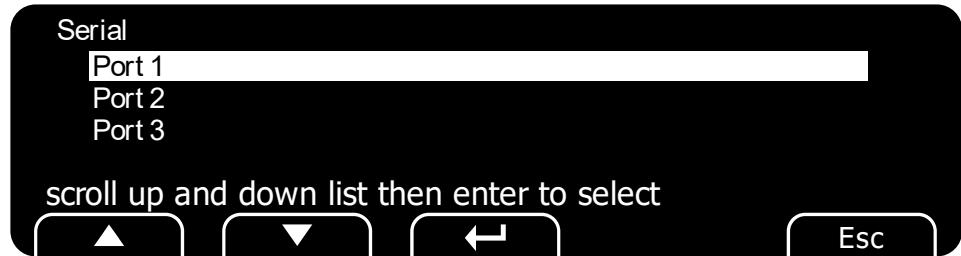 Serial
Port 1
Port 2
Port 3
scroll up and down list then enter to select
Esc